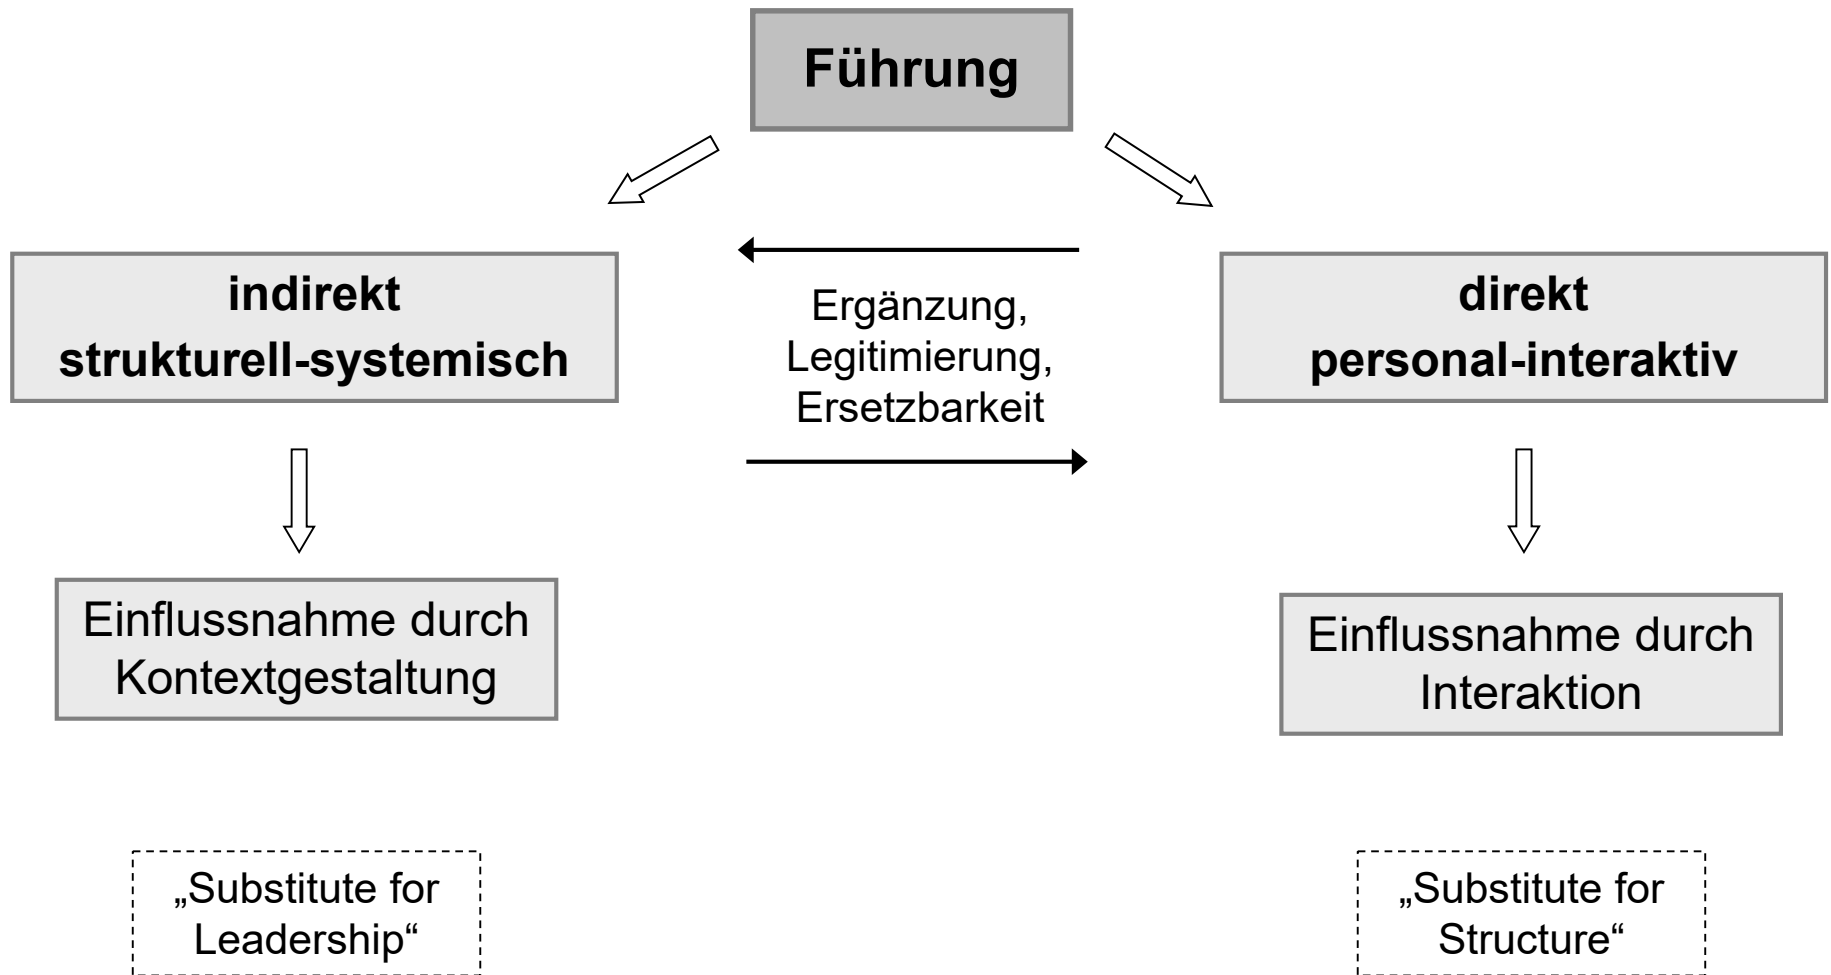 Führung
indirekt
strukturell-systemisch
Ergänzung,
Legitimierung,
Ersetzbarkeit
direkt
personal-interaktiv
Einflussnahme durch
Kontextgestaltung
Einflussnahme durch
Interaktion
„Substitute for
Leadership“
„Substitute for
Structure“